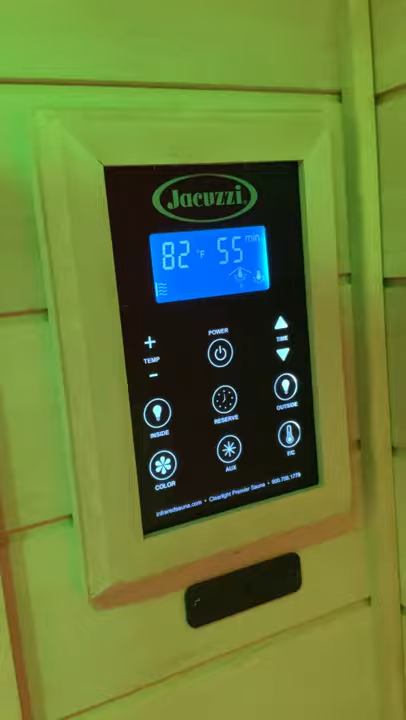 Jacuzzi®
82 °F 55 min
POWER
+
TEMP
−
TIME
INSIDE
RESERVE
OUTSIDE
COLOR
AUX
F/C
infraredsauna.com • Clearlight Premier Sauna • 800.798.1779